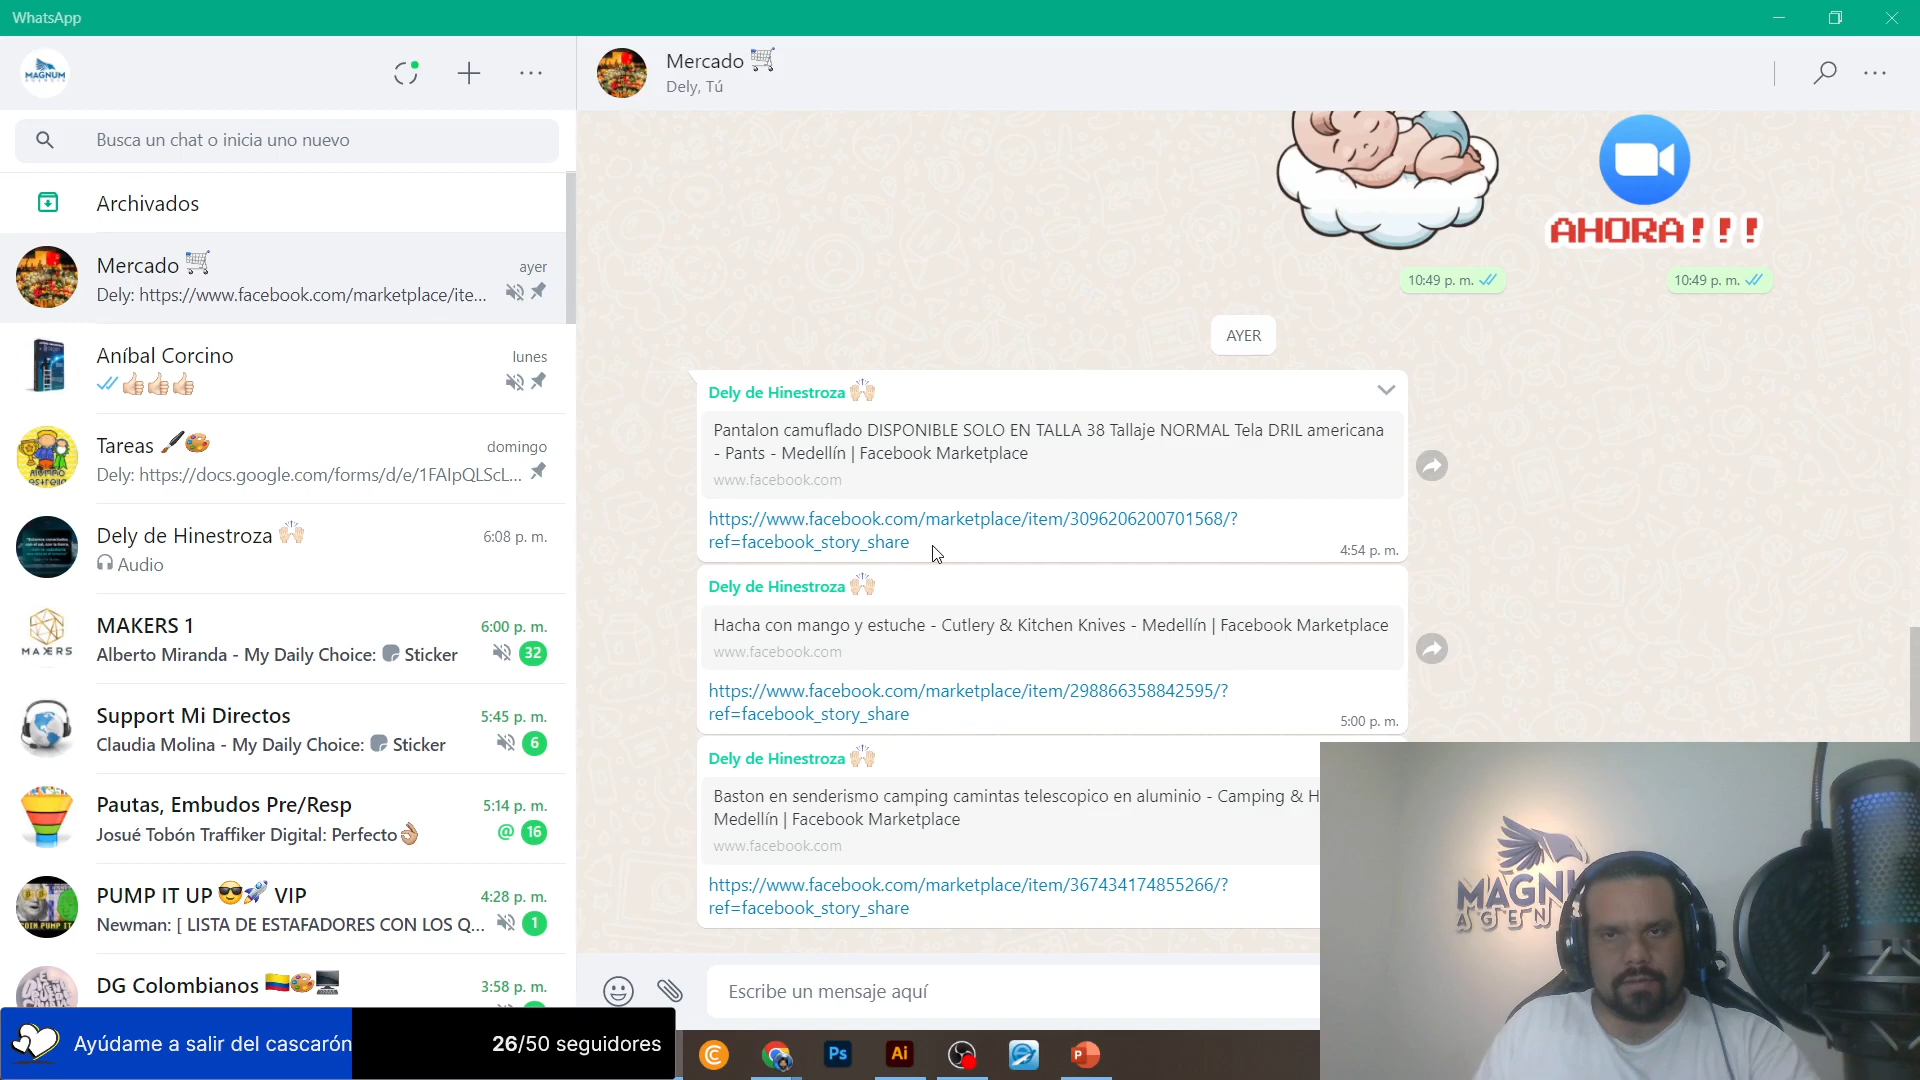 WhatsApp
MAGNUM
Busca un chat o inicia uno nuevo
Archivados
Mercado 🛒
ayer
Dely: https://www.facebook.com/marketplace/ite...
Aníbal Corcino
lunes
👍🏻👍🏻👍🏻
Tareas 🖌️🎨
domingo
Dely: https://docs.google.com/forms/d/e/1FAIpQLScL...
Dely de Hinestroza 🙌🏻
6:08 p. m.
Audio
MAKERS
MAKERS 1
6:00 p. m.
Alberto Miranda - My Daily Choice: Sticker
32
Support Mi Directos
5:45 p. m.
Claudia Molina - My Daily Choice: Sticker
6
Pautas, Embudos Pre/Resp
5:14 p. m.
Josué Tobón Traffiker Digital: Perfecto👌🏼
@ 16
PUMP IT UP 😎🚀 VIP
4:28 p. m.
Newman: [ LISTA DE ESTAFADORES CON LOS Q...
1
DG Colombianos 🇨🇴🎨🖥️
3:58 p. m.
Ayúdame a salir del cascarón
26/50 seguidores
Mercado 🛒
Dely, Tú
AHORA!!!
10:49 p. m.
10:49 p. m.
AYER
Dely de Hinestroza 🙌🏻
Pantalon camuflado DISPONIBLE SOLO EN TALLA 38 Tallaje NORMAL Tela DRIL americana
- Pants - Medellín | Facebook Marketplace
www.facebook.com
https://www.facebook.com/marketplace/item/3096206200701568/?
ref=facebook_story_share
4:54 p. m.
Dely de Hinestroza 🙌🏻
Hacha con mango y estuche - Cutlery & Kitchen Knives - Medellín | Facebook Marketplace
www.facebook.com
https://www.facebook.com/marketplace/item/298866358842595/?
ref=facebook_story_share
5:00 p. m.
Dely de Hinestroza 🙌🏻
Baston en senderismo camping camintas telescopico en aluminio - Camping & H
Medellín | Facebook Marketplace
www.facebook.com
https://www.facebook.com/marketplace/item/367434174855266/?
ref=facebook_story_share
Escribe un mensaje aquí
MAGNU
AGEN
Ps
Ai
P